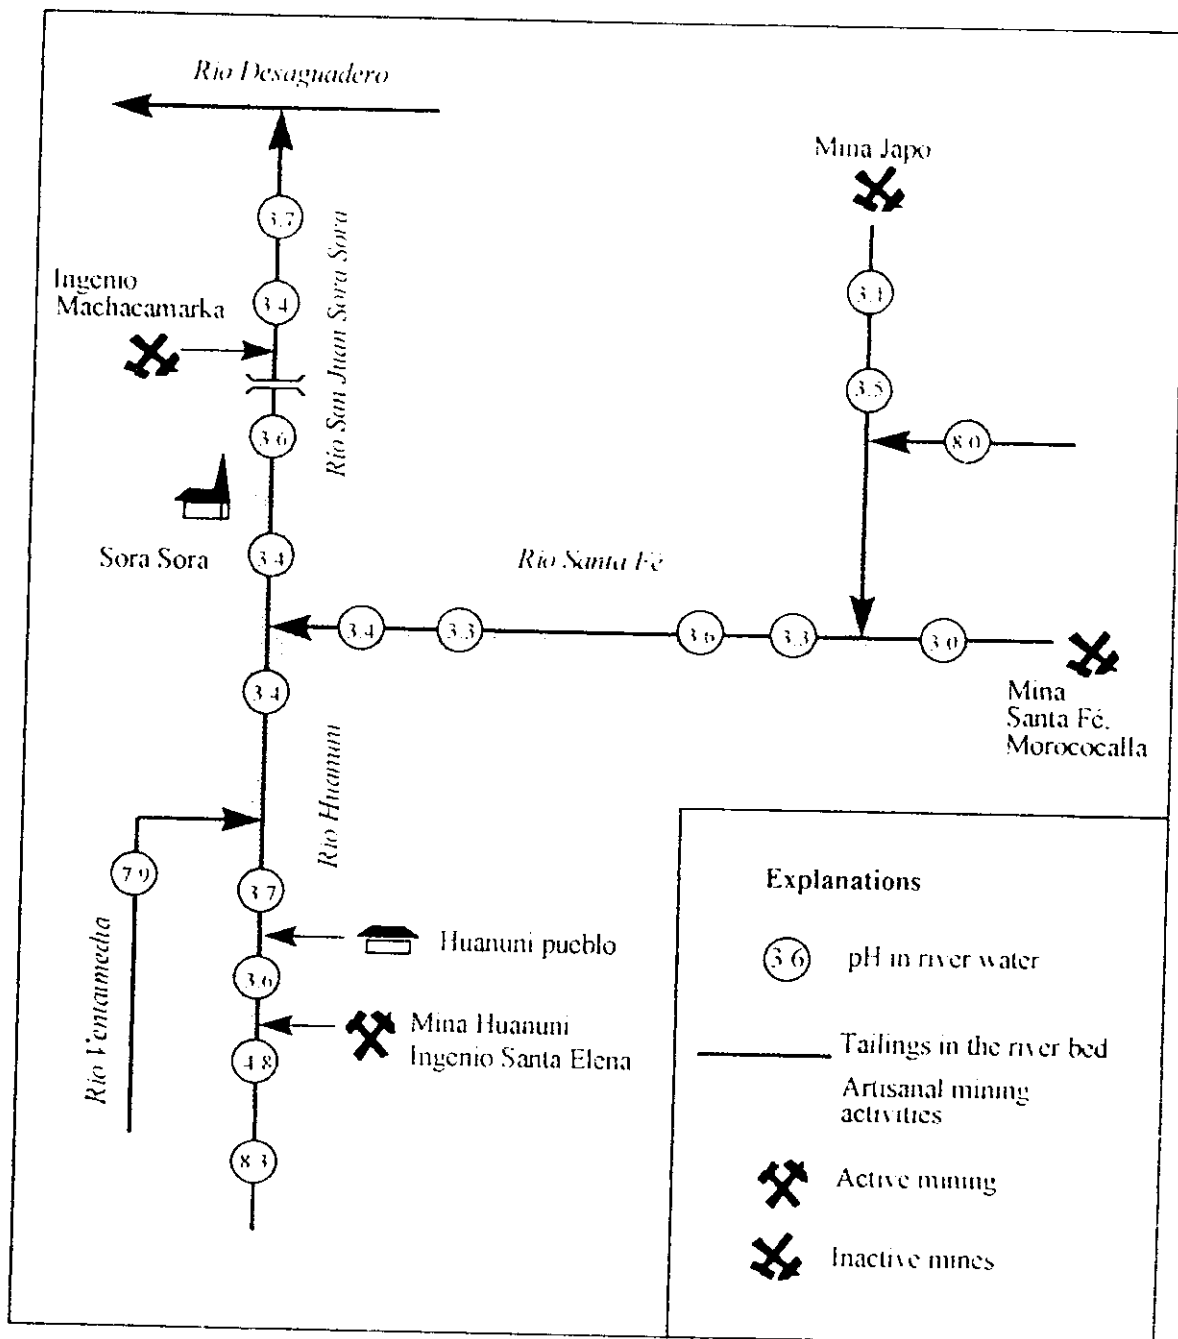 Rio Desaguadero
Mina Japo
3.7
Rio San Juan Sora Sora
Ingenio
Machacamarka
3.4
3.1
3.5
3.6
8.0
Sora Sora
3.4
Rio Santa Fé
3.4
3.3
3.6
3.3
3.0
Mina
Santa Fé,
Morococalla
3.4
Rio Huanuni
7.9
Rio Ventaimedia
3.7
Huanuni pueblo
3.6
Mina Huanuni
Ingenio Santa Elena
4.8
8.3
Explanations
3.6
pH in river water
Tailings in the river bed
Artisanal mining
activities
Active mining
Inactive mines